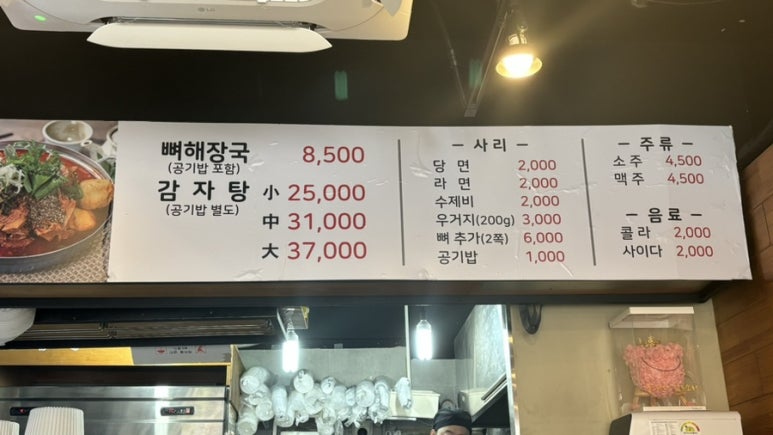 LG
뼈해장국 8,500
(공기밥 포함)
감자탕 小 25,000
(공기밥 별도)
中 31,000
大 37,000
- 사리 -
당면 2,000
라면 2,000
수제비 2,000
우거지(200g) 3,000
뼈 추가(2쪽) 6,000
공기밥 1,000
- 주류 -
소주 4,500
맥주 4,500
- 음료 -
콜라 2,000
사이다 2,000